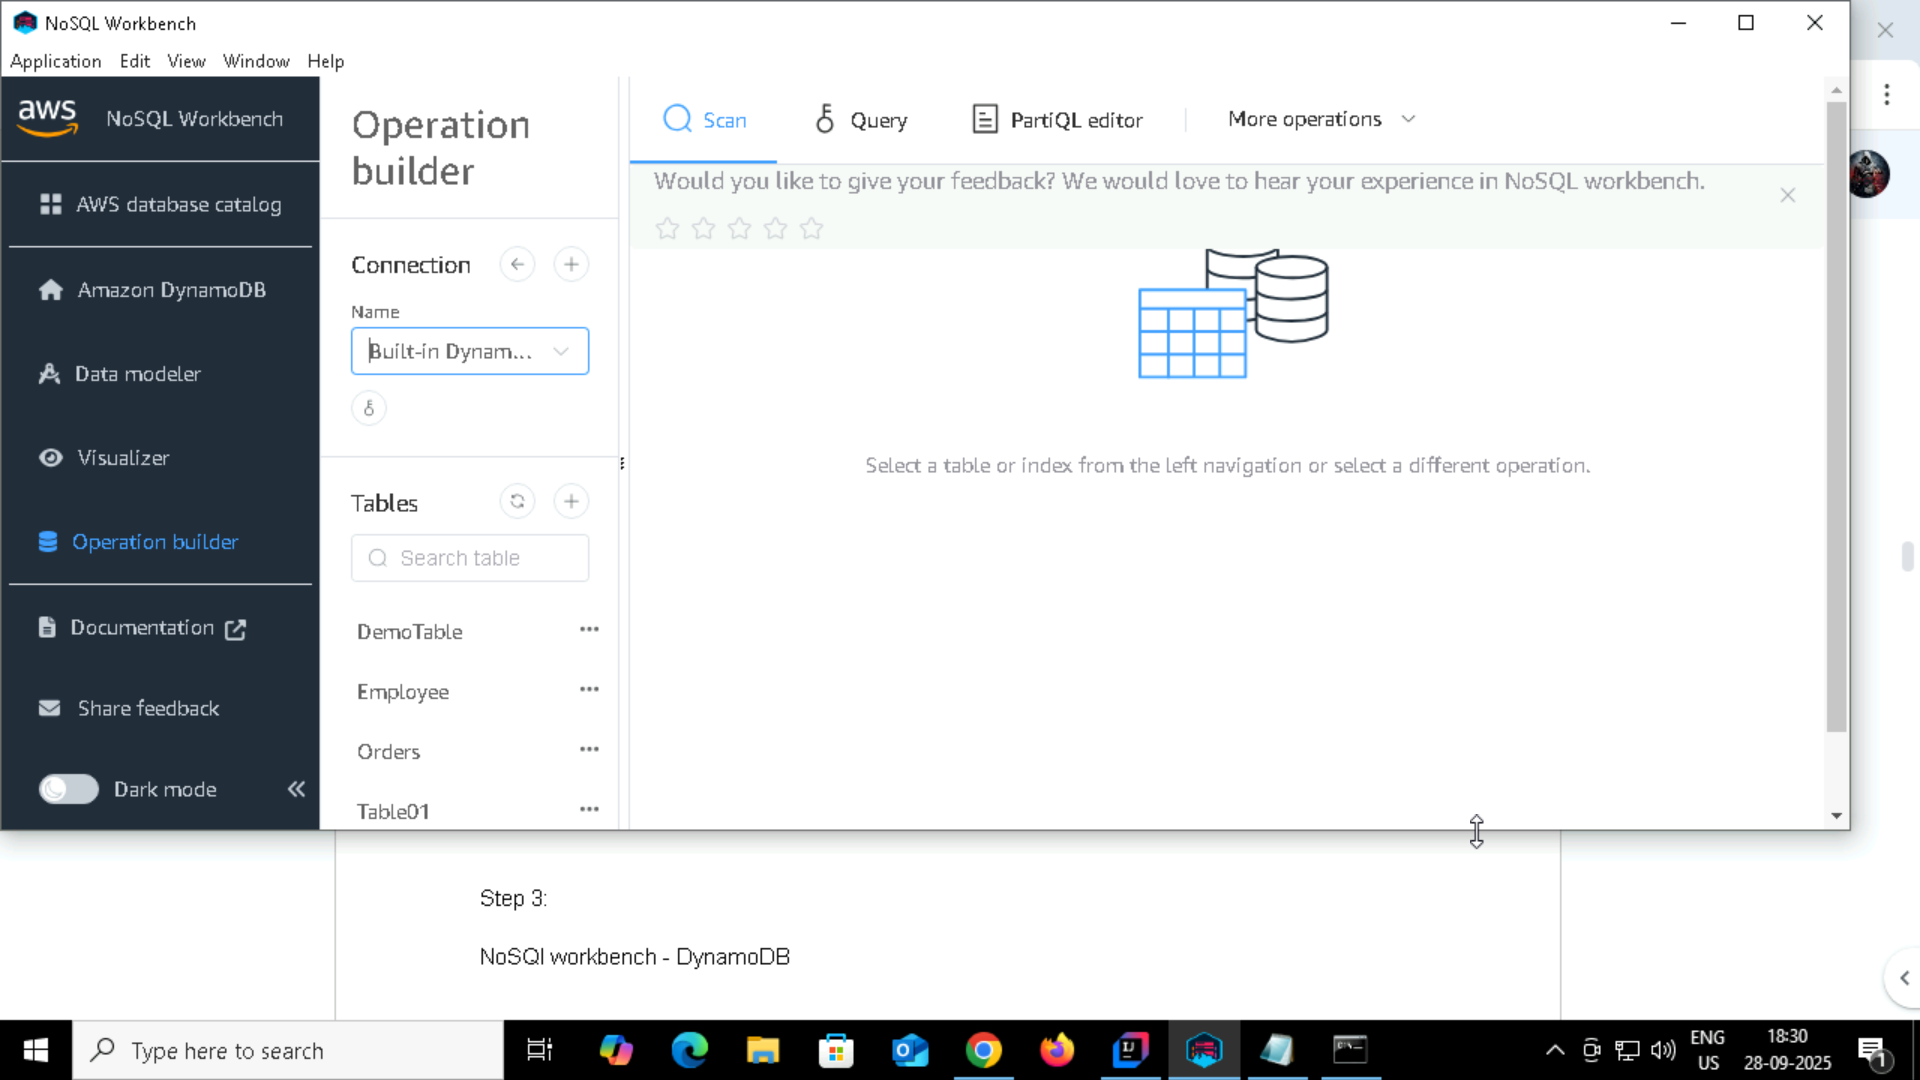 NoSQL Workbench
Application Edit View Window Help
aws NoSQL Workbench
AWS database catalog
Amazon DynamoDB
Data modeler
Visualizer
Operation builder
Documentation
Share feedback
Dark mode
Operation
builder
Connection
Name
Built-in Dynam...
Tables
Search table
DemoTable
Employee
Orders
Table01
Scan Query PartiQL editor More operations
Would you like to give your feedback? We would love to hear your experience in NoSQL workbench.
Select a table or index from the left navigation or select a different operation.
Step 3:
NoSQl workbench - DynamoDB
Type here to search
ENG
US
18:30
28-09-2025
1